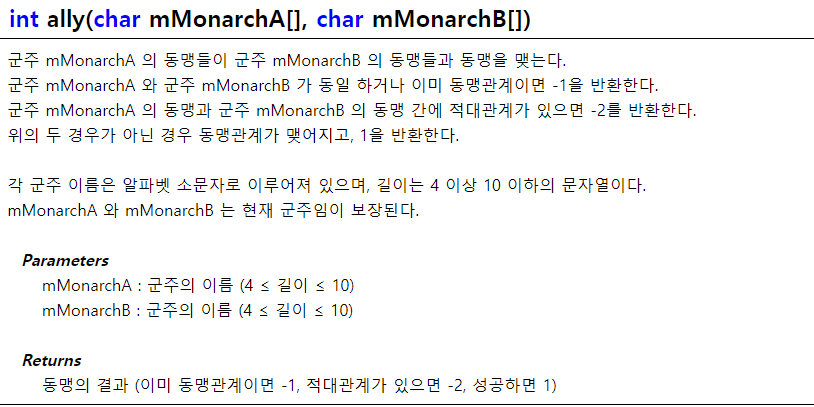 int ally(char mMonarchA[], char mMonarchB[])
군주 mMonarchA 의 동맹들이 군주 mMonarchB 의 동맹들과 동맹을 맺는다.
군주 mMonarchA 와 군주 mMonarchB 가 동일 하거나 이미 동맹관계이면 -1을 반환한다.
군주 mMonarchA 의 동맹과 군주 mMonarchB 의 동맹 간에 적대관계가 있으면 -2를 반환한다.
위의 두 경우가 아닌 경우 동맹관계가 맺어지고, 1을 반환한다.
각 군주 이름은 알파벳 소문자로 이루어져 있으며, 길이는 4 이상 10 이하의 문자열이다.
mMonarchA 와 mMonarchB 는 현재 군주임이 보장된다.
Parameters
mMonarchA : 군주의 이름 (4 ≤ 길이 ≤ 10)
mMonarchB : 군주의 이름 (4 ≤ 길이 ≤ 10)
Returns
동맹의 결과 (이미 동맹관계이면 -1, 적대관계가 있으면 -2, 성공하면 1)